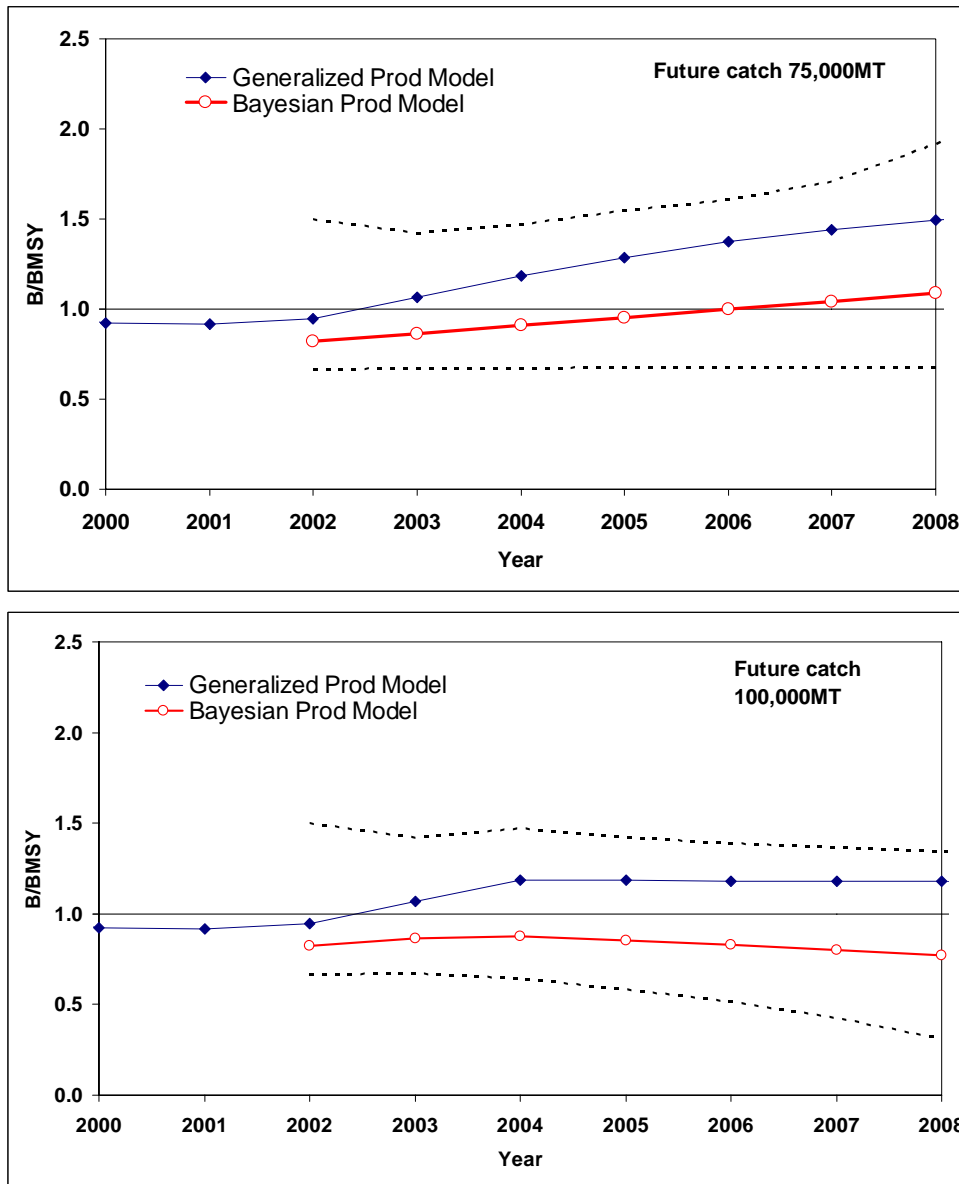 2.5
Generalized Prod Model
Future catch 75,000MT
Bayesian Prod Model
2.0
1.5
B/BMSY
1.0
0.5
0.0
2000 2001 2002 2003 2004 2005 2006 2007 2008
Year
2.5
Future catch
Generalized Prod Model
100,000MT
Bayesian Prod Model
2.0
1.5
B/BMSY
1.0
0.5
0.0
2000 2001 2002 2003 2004 2005 2006 2007 2008
Year